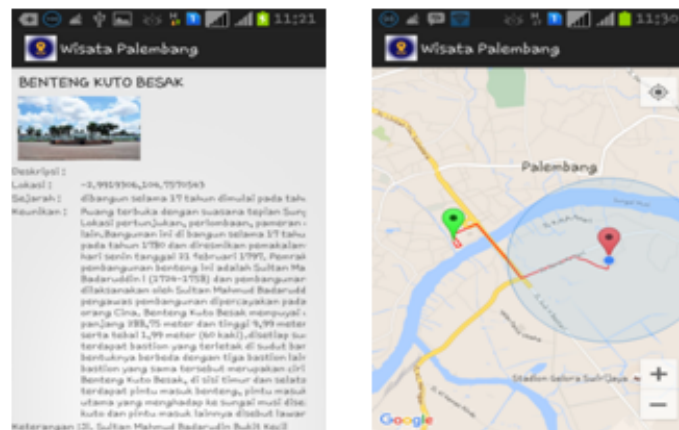 11:21
Wisata Palembang
BENTENG KUTO BESAK
Deskripsi :
Lokasi :
Sejarah : dibangun selama 17 tahun dimulai pada tah
Keunikan : Ruang terbuka dengan suasana tepian Sun
Lokasi pertunjukan, perlombaan, pameran
lain,Bangunan ini di bangun selama 17 tahu
pada tahun 1780 dan diresmikan pemakaian
hari senin tanggal 21 februari 1797, Pemrak
pembangunan benteng ini adalah Sultan Ma
Badaruddin I (1724-1758) dan pembangunan
dilaksanakan oleh Sultan Mahmud Badarudd
pengawas pembangunan dipercayakan pada
orang Cina, Benteng Kuto Besak mempuyai
panjang 288,75 meter dan tinggi 9,99 meter
serta tebal 1,99 meter (60 kaki),disetiap su
terdapat bastion yang terletak di sudut bar
bentuknya berbeda dengan tiga bastion lain
bastion yang sama tersebut merupakan ciri
Benteng Kuto Besak, di sisi timur dan selata
terdapat pintu masuk benteng, pintu masuk
utama yang menghadap ke sungai musi dise
kuto dan pintu masuk lainnya disebut lawan
Keterangan :Jl. Sultan Mahmud Badarudin Bukit Kecil
11:30
Wisata Palembang
Palembang
Stadion Gelora Sriwijaya
+
−
Google